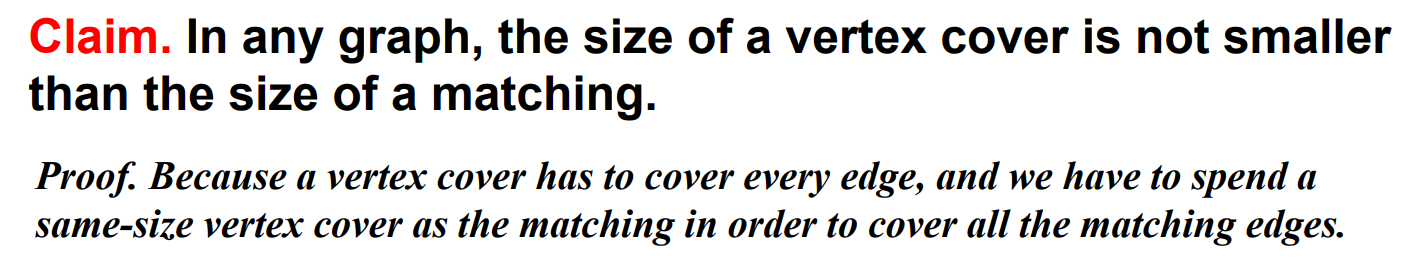 Claim. In any graph, the size of a vertex cover is not smaller
than the size of a matching.
Proof. Because a vertex cover has to cover every edge, and we have to spend a
same-size vertex cover as the matching in order to cover all the matching edges.